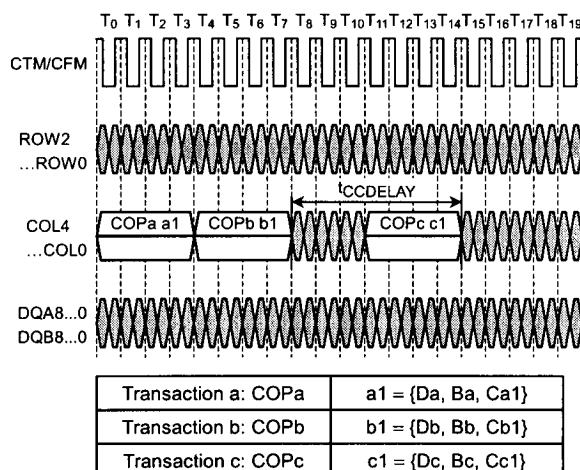 T0 T1 T2 T3 T4 T5 T6 T7 T8 T9 T10 T11 T12 T13 T14 T15 T16 T17 T18 T19
CTM/CFM
ROW2
...ROW0
tCCDELAY
COL4
...COL0
COPa a1
COPb b1
COPc c1
DQA8...0
DQB8...0
Transaction a: COPa
a1 = {Da, Ba, Ca1}
Transaction b: COPb
b1 = {Db, Bb, Cb1}
Transaction c: COPc
c1 = {Dc, Bc, Cc1}